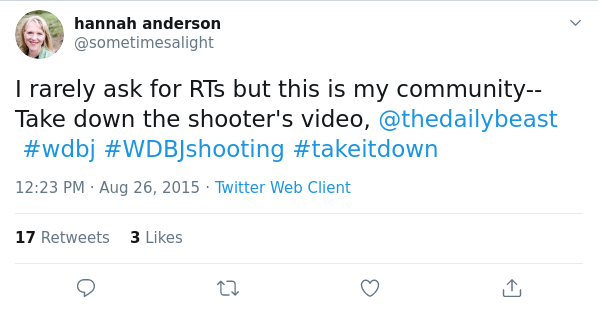 hannah anderson
@sometimesalight
I rarely ask for RTs but this is my community--
Take down the shooter's video, @thedailybeast
#wdbj #WDBJshooting #takeitdown
12:23 PM · Aug 26, 2015 · Twitter Web Client
17 Retweets 3 Likes